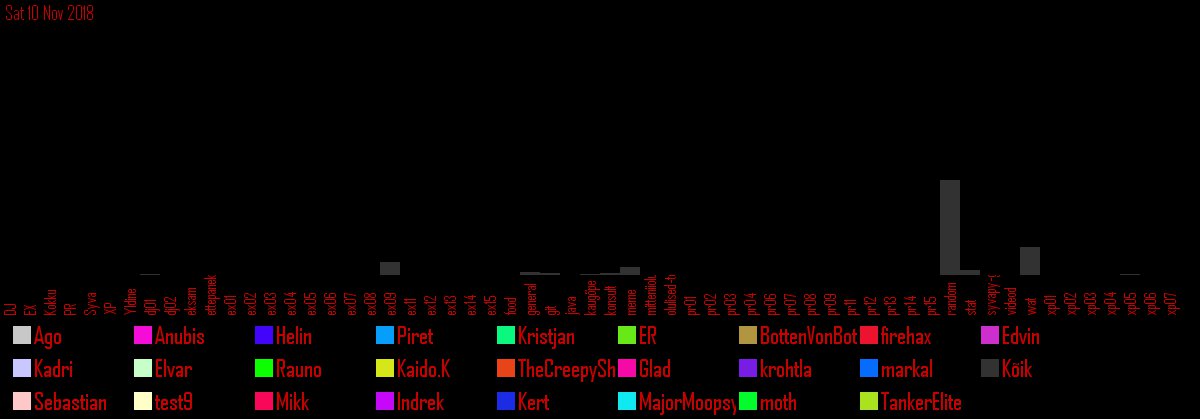 Sat 10 Nov 2018
DJ EX Kokku PR Syva XP Yldine dj01 dj02 eksam ettepanek ex01 ex02 ex03 ex04 ex05 ex06 ex07 ex08 ex09 ex11 ex12 ex13 ex14 ex15 food general git java kaugõpe konsult meme pr01 pr02 pr03 pr04 pr06 pr07 pr08 pr09 pr11 pr12 pr13 pr14 pr15 random stat videod wat xp01 xp02 xp03 xp04 xp05 xp06 xp07
Ago Anubis Helin Piret Kristjan ER BottenVonBot firehax Edvin
Kadri Elvar Rauno Kaido.K TheCreepySh Glad krohtla markal Kõik
Sebastian test9 Mikk Indrek Kert MajorMoopsy moth TankerElite